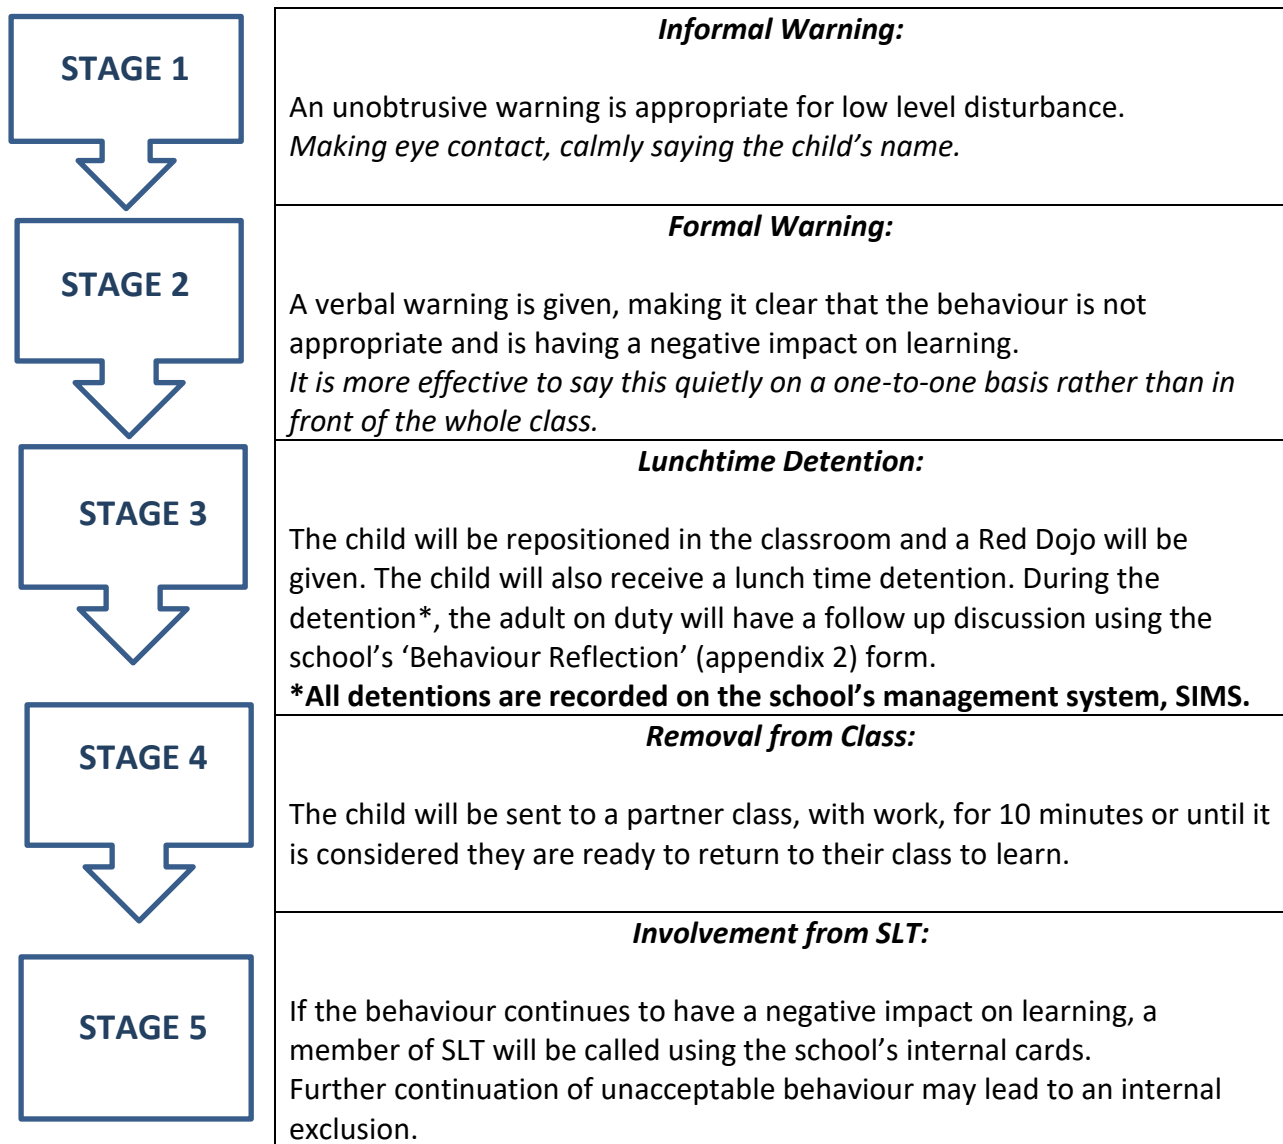 STAGE 1
Informal Warning:
An unobtrusive warning is appropriate for low level disturbance.
Making eye contact, calmly saying the child’s name.
STAGE 2
Formal Warning:
A verbal warning is given, making it clear that the behaviour is not
appropriate and is having a negative impact on learning.
It is more effective to say this quietly on a one-to-one basis rather than in
front of the whole class.
STAGE 3
Lunchtime Detention:
The child will be repositioned in the classroom and a Red Dojo will be
given. The child will also receive a lunch time detention. During the
detention*, the adult on duty will have a follow up discussion using the
school’s ‘Behaviour Reflection’ (appendix 2) form.
*All detentions are recorded on the school’s management system, SIMS.
STAGE 4
Removal from Class:
The child will be sent to a partner class, with work, for 10 minutes or until it
is considered they are ready to return to their class to learn.
STAGE 5
Involvement from SLT:
If the behaviour continues to have a negative impact on learning, a
member of SLT will be called using the school’s internal cards.
Further continuation of unacceptable behaviour may lead to an internal
exclusion.